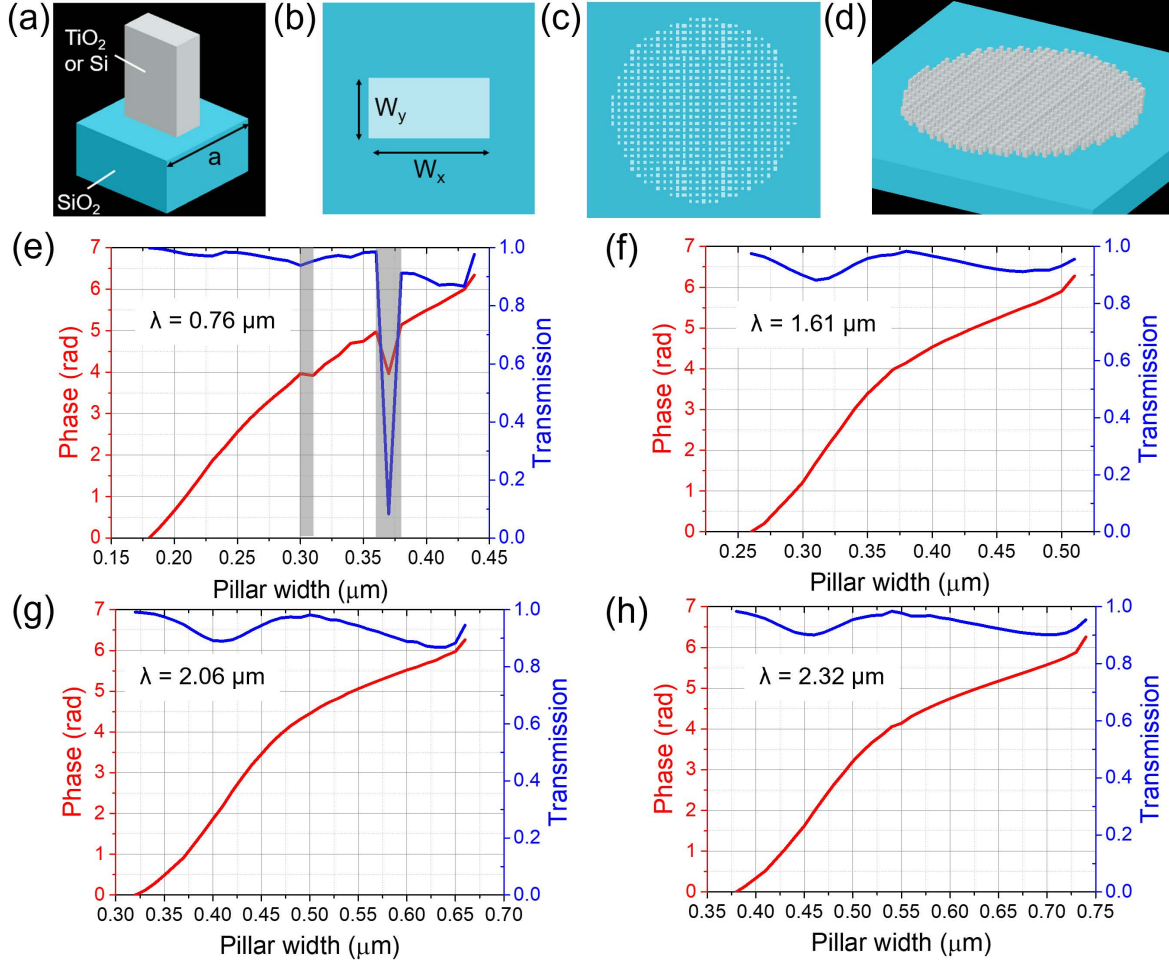 (a)
TiO₂
or Si
a
SiO₂
(b)
Wy
Wx
(c)
(d)
(e)
7
6
5
4
3
2
1
0
Phase (rad)
λ = 0.76 μm
1.0
0.8
0.6
0.4
0.2
0.0
Transmission
0.15 0.20 0.25 0.30 0.35 0.40 0.45
Pillar width (μm)
(f)
7
6
5
4
3
2
1
0
Phase (rad)
λ = 1.61 μm
1.0
0.8
0.6
0.4
0.2
0.0
Transmission
0.25 0.30 0.35 0.40 0.45 0.50
Pillar width (μm)
(g)
7
6
5
4
3
2
1
0
Phase (rad)
λ = 2.06 μm
1.0
0.8
0.6
0.4
0.2
0.0
Transmission
0.30 0.35 0.40 0.45 0.50 0.55 0.60 0.65 0.70
Pillar width (μm)
(h)
7
6
5
4
3
2
1
0
Phase (rad)
λ = 2.32 μm
1.0
0.8
0.6
0.4
0.2
0.0
Transmission
0.35 0.40 0.45 0.50 0.55 0.60 0.65 0.70 0.75
Pillar width (μm)